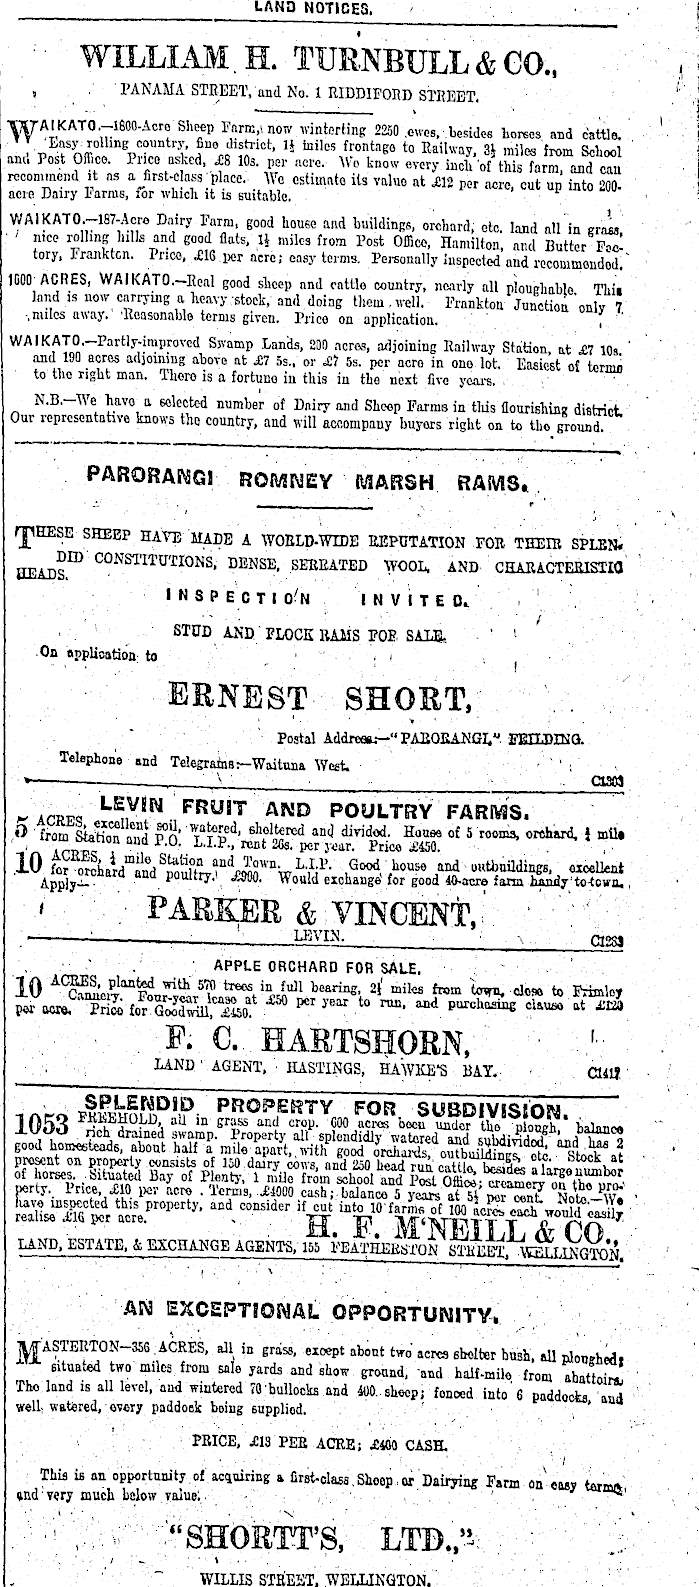 LAND NOTICES.
WILLIAM H. TURNBULL & CO.,
PANAMA STREET, and No. 1 RIDDIFORD STREET.
WAIKATO.—1800-Acre Sheep Farm, now winterting 2250 ewes, besides horses and cattle.
Easy rolling country, fine district, 1½ miles frontage to Railway, 3½ miles from School
and Post Office. Price asked, £8 10s. per acre. We know every inch of this farm, and can
recommend it as a first-class place. We estimate its value at £12 per acre, cut up into 200-
acre Dairy Farms, for which it is suitable.
WAIKATO.—187-Acre Dairy Farm, good house and buildings, orchard, etc. land all in grass,
nice rolling hills and good flats, 1½ miles from Post Office, Hamilton, and Butter Fac-
tory, Frankton. Price, £16 per acre; easy terms. Personally inspected and recommended.
1600 ACRES, WAIKATO.—Real good sheep and cattle country, nearly all ploughable. This
land is now carrying a heavy stock, and doing them well. Frankton Junction only 7
miles away. Reasonable terms given. Price on application.
WAIKATO.—Partly-improved Swamp Lands, 200 acres, adjoining Railway Station, at £7 10s.
and 190 acres adjoining above at £7 5s., or £7 5s. per acre in one lot. Easiest of terms
to the right man. There is a fortune in this in the next five years.
N.B.—We have a selected number of Dairy and Sheep Farms in this flourishing district.
Our representative knows the country, and will accompany buyers right on to the ground.
PARORANGI ROMNEY MARSH RAMS.
THESE SHEEP HAVE MADE A WORLD-WIDE REPUTATION FOR THEIR SPLEN-
DID CONSTITUTIONS, DENSE, SERRATED WOOL, AND CHARACTERISTIC
HEADS.
INSPECTION INVITED.
STUD AND FLOCK RAMS FOR SALE.
On application to
ERNEST SHORT,
Postal Address:—"PARORANGI," FEILDING.
Telephone and Telegrams:—Waituna West.
C1303
LEVIN FRUIT AND POULTRY FARMS.
5 ACRES, excellent soil, watered, sheltered and divided. House of 5 rooms, orchard, ¾ mile
from Station and P.O. L.I.P., rent 26s. per year. Price £450.
10 ACRES, ¼ mile Station and Town. L.I.P. Good house and outbuildings, excellent
for orchard and poultry. £900. Would exchange for good 40-acre farm handy to town.
Apply—
PARKER & VINCENT,
LEVIN.
C1283
APPLE ORCHARD FOR SALE.
10 ACRES, planted with 570 trees in full bearing, 2½ miles from town, close to Frimley
Cannery. Four-year lease at £50 per year to run, and purchasing clause at £120
per acre. Price for Goodwill, £450.
F. C. HARTSHORN,
LAND AGENT, HASTINGS, HAWKE'S BAY.
C1417
SPLENDID PROPERTY FOR SUBDIVISION.
1053 FREEHOLD, all in grass and crop. 600 acres been under the plough, balance
rich drained swamp. Property all splendidly watered and subdivided, and has 2
good homesteads, about half a mile apart, with good orchards, outbuildings, etc. Stock at
present on property consists of 150 dairy cows, and 250 head run cattle, besides a large number
of horses. Situated Bay of Plenty, 1 mile from school and Post Office; creamery on the pro-
perty. Price, £10 per acre. Terms, £4000 cash; balance 5 years at 5½ per cent. Note.—We
have inspected this property, and consider if cut into 10 farms of 100 acres each would easily
realise £16 per acre.
H. F. M'NEILL & CO.,
LAND, ESTATE, & EXCHANGE AGENTS, 155 FEATHERSTON STREET, WELLINGTON.
AN EXCEPTIONAL OPPORTUNITY.
MASTERTON—356 ACRES, all in grass, except about two acres shelter bush, all ploughed;
situated two miles from sale yards and show ground, and half-mile from abattoirs.
The land is all level, and wintered 70 bullocks and 400 sheep; fenced into 6 paddocks, and
well watered, every paddock being supplied.
PRICE, £13 PER ACRE; £400 CASH.
This is an opportunity of acquiring a first-class Sheep or Dairying Farm on easy terms,
and very much below value.
"SHORTT'S, LTD.,"
WILLIS STREET, WELLINGTON.